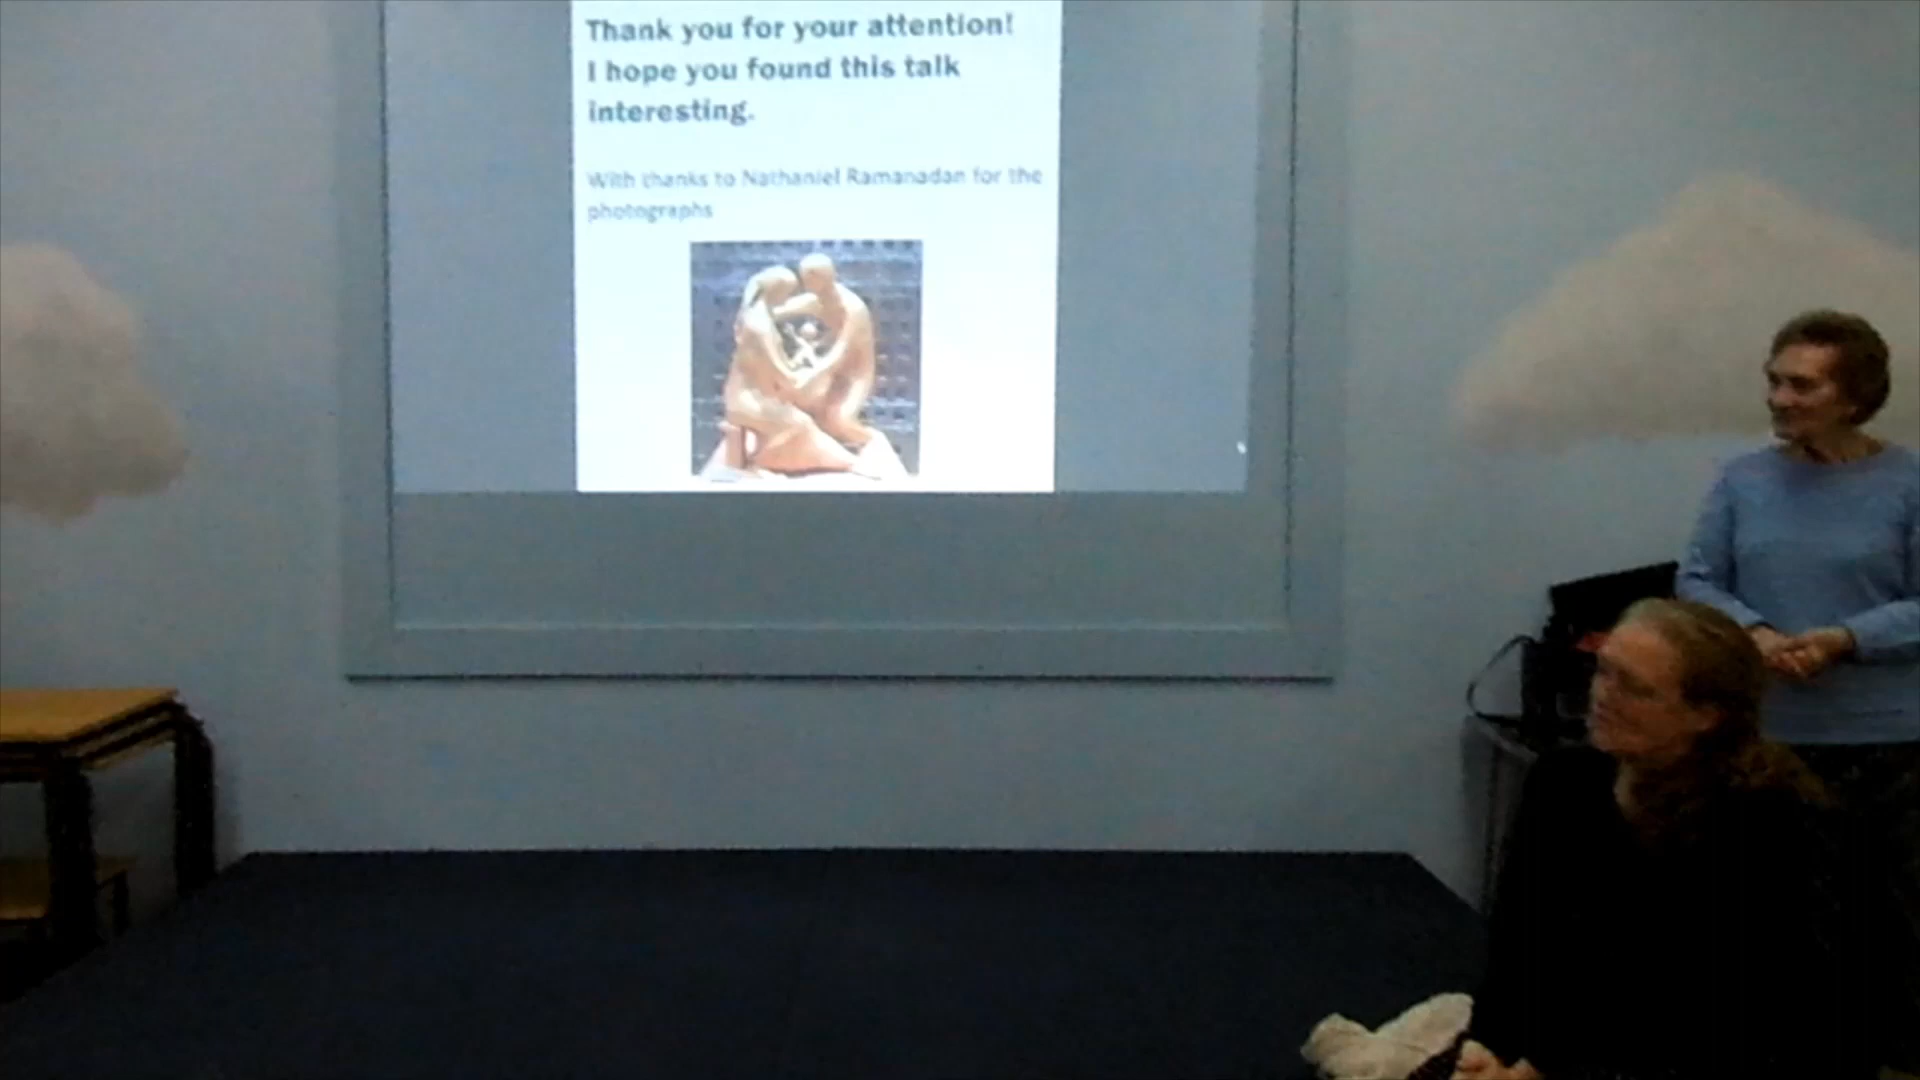 Thank you for your attention!
I hope you found this talk
interesting.
With thanks to Nathaniel Ramanadan for the
photographs